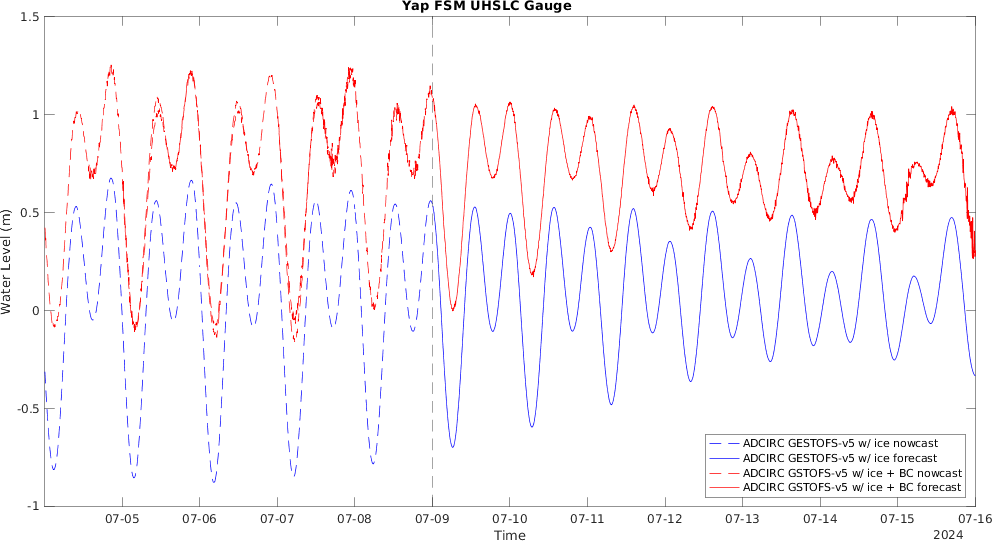 Yap FSM UHSLC Gauge
1.5
1
0.5
0
-0.5
-1
Water Level (m)
07-05
07-06
07-07
07-08
07-09
07-10
07-11
07-12
07-13
07-14
07-15
07-16
Time
2024
ADCIRC GESTOFS-v5 w/ ice nowcast
ADCIRC GESTOFS-v5 w/ ice forecast
ADCIRC GSTOFS-v5 w/ ice + BC nowcast
ADCIRC GSTOFS-v5 w/ ice + BC forecast